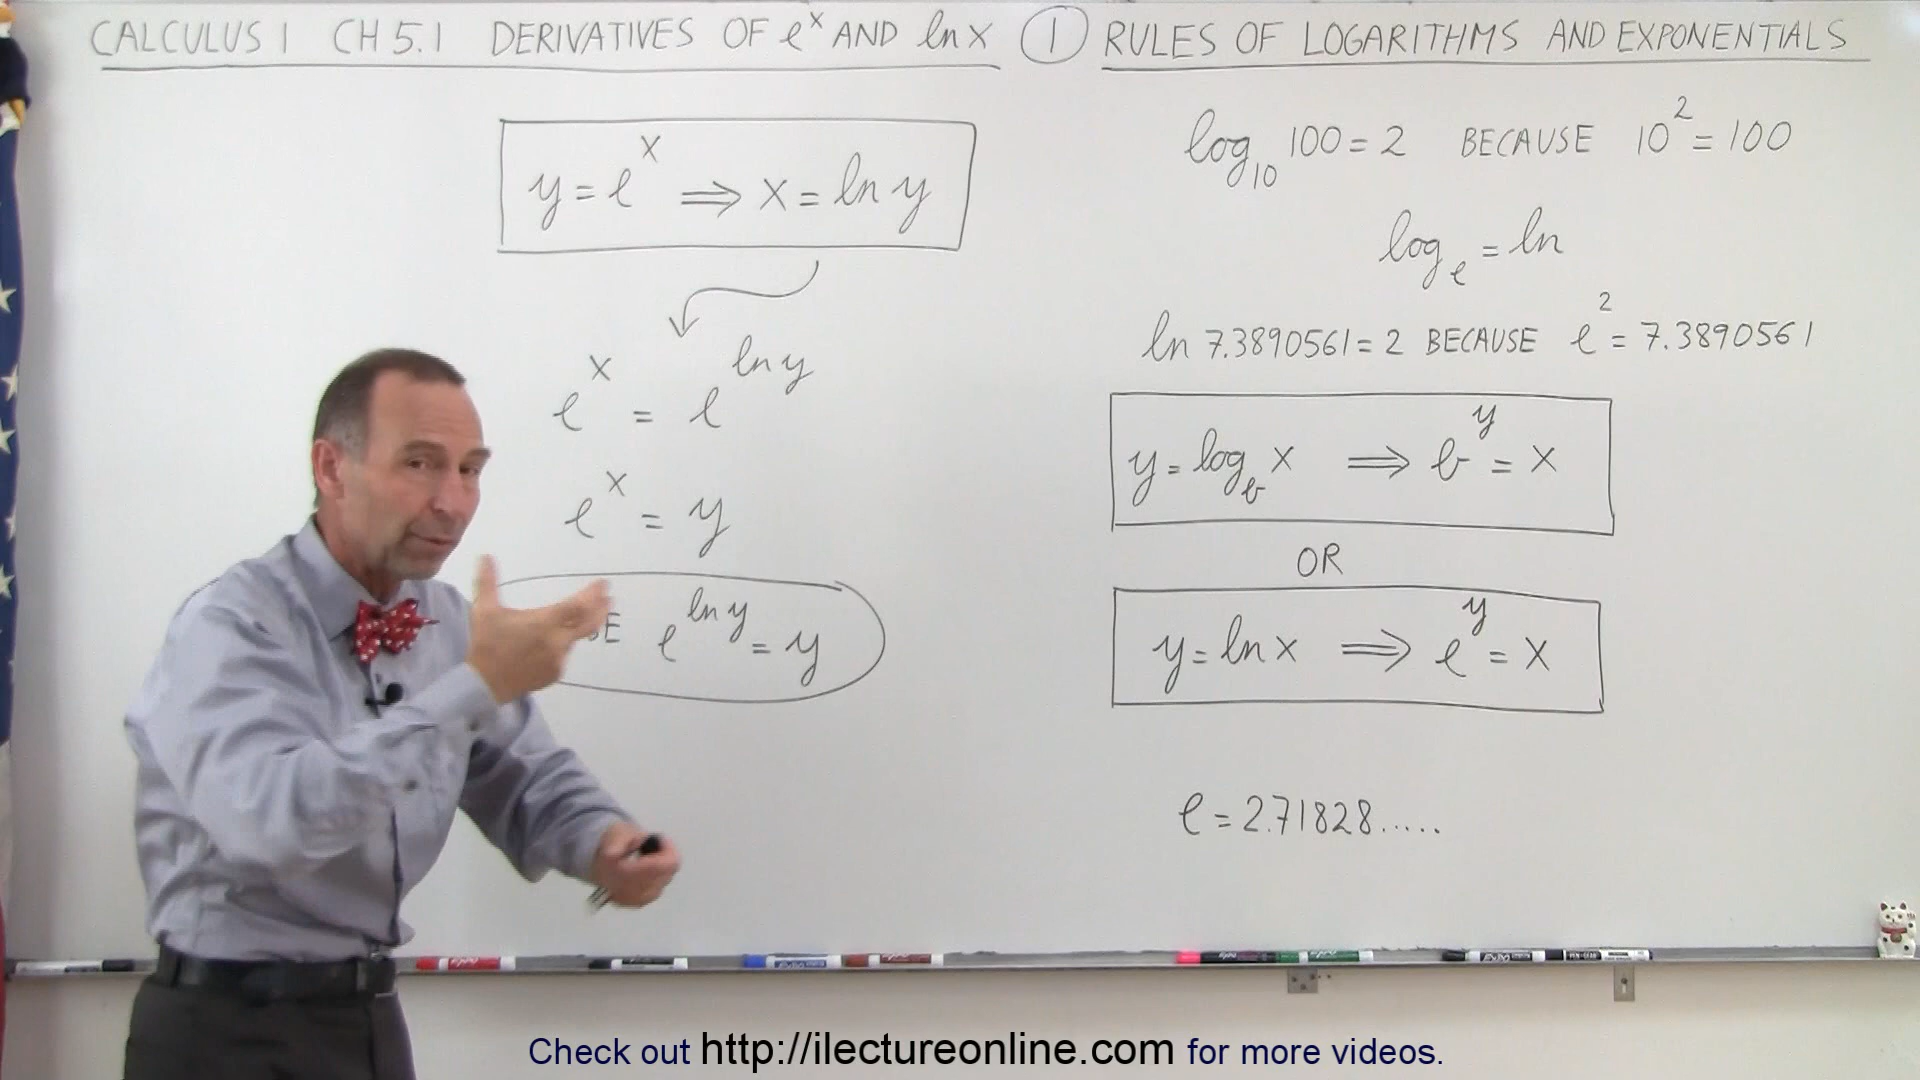 CALCULUS 1 CH 5.1 DERIVATIVES OF e^x AND ln x ① RULES OF LOGARITHMS AND EXPONENTIALS
y = e^x ⟹ x = ln y
e^x = e^(ln y)
e^x = y
e^(ln y) = y
log_10 100 = 2 BECAUSE 10^2 = 100
log_e = ln
ln 7.3890561 = 2 BECAUSE e^2 = 7.3890561
y = log_b x ⟹ b^y = x
OR
y = ln x ⟹ e^y = x
e = 2.71828.....
Check out http://ilectureonline.com for more videos.